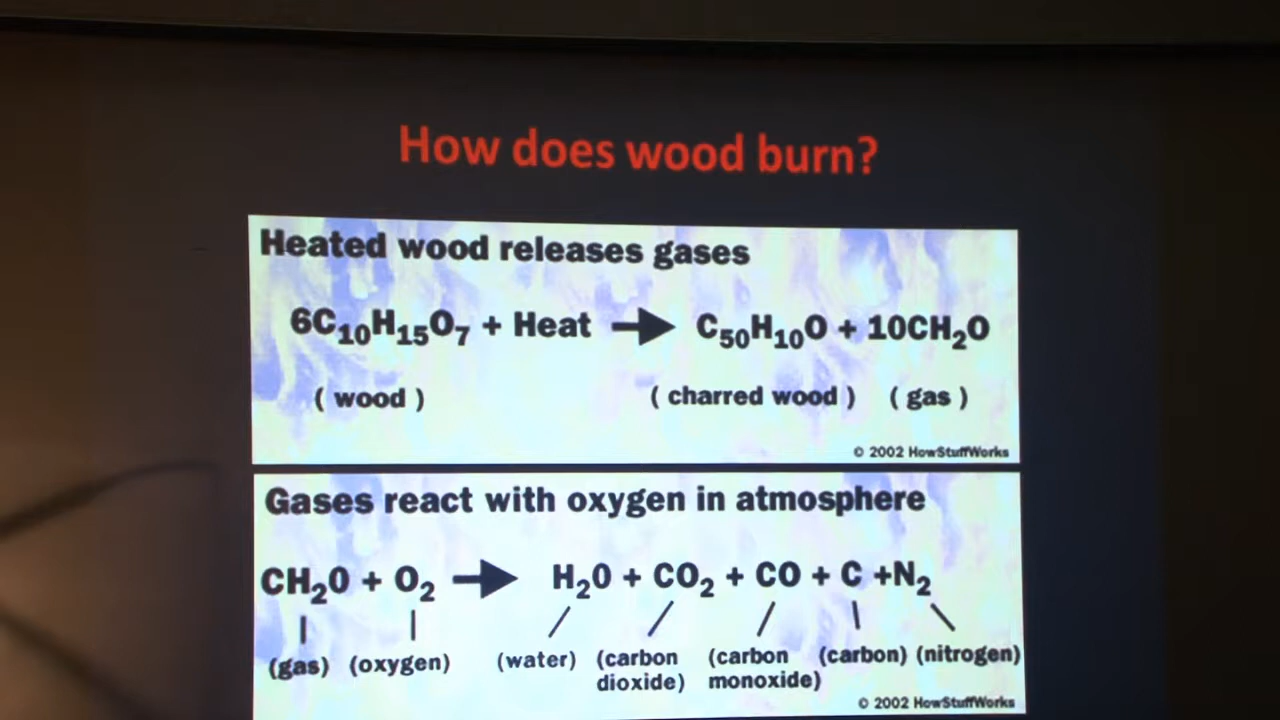 How does wood burn?
Heated wood releases gases
6C₁₀H₁₅O₇ + Heat → C₅₀H₁₀O + 10CH₂O
( wood ) ( charred wood ) ( gas )
© 2002 HowStuffWorks
Gases react with oxygen in atmosphere
CH₂O + O₂ → H₂O + CO₂ + CO + C +N₂
(gas) (oxygen) (water) (carbon (carbon (carbon) (nitrogen)
dioxide) monoxide)
© 2002 HowStuffWorks